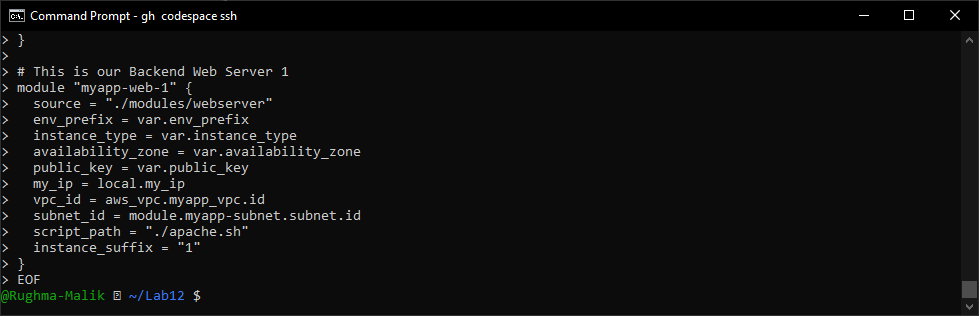 Command Prompt - gh  codespace ssh
> }
>
> # This is our Backend Web Server 1
> module "myapp-web-1" {
>   source = "./modules/webserver"
>   env_prefix = var.env_prefix
>   instance_type = var.instance_type
>   availability_zone = var.availability_zone
>   public_key = var.public_key
>   my_ip = local.my_ip
>   vpc_id = aws_vpc.myapp_vpc.id
>   subnet_id = module.myapp-subnet.subnet.id
>   script_path = "./apache.sh"
>   instance_suffix = "1"
> }
> EOF
@Rughma-Malik ⍰ ~/Lab12 $